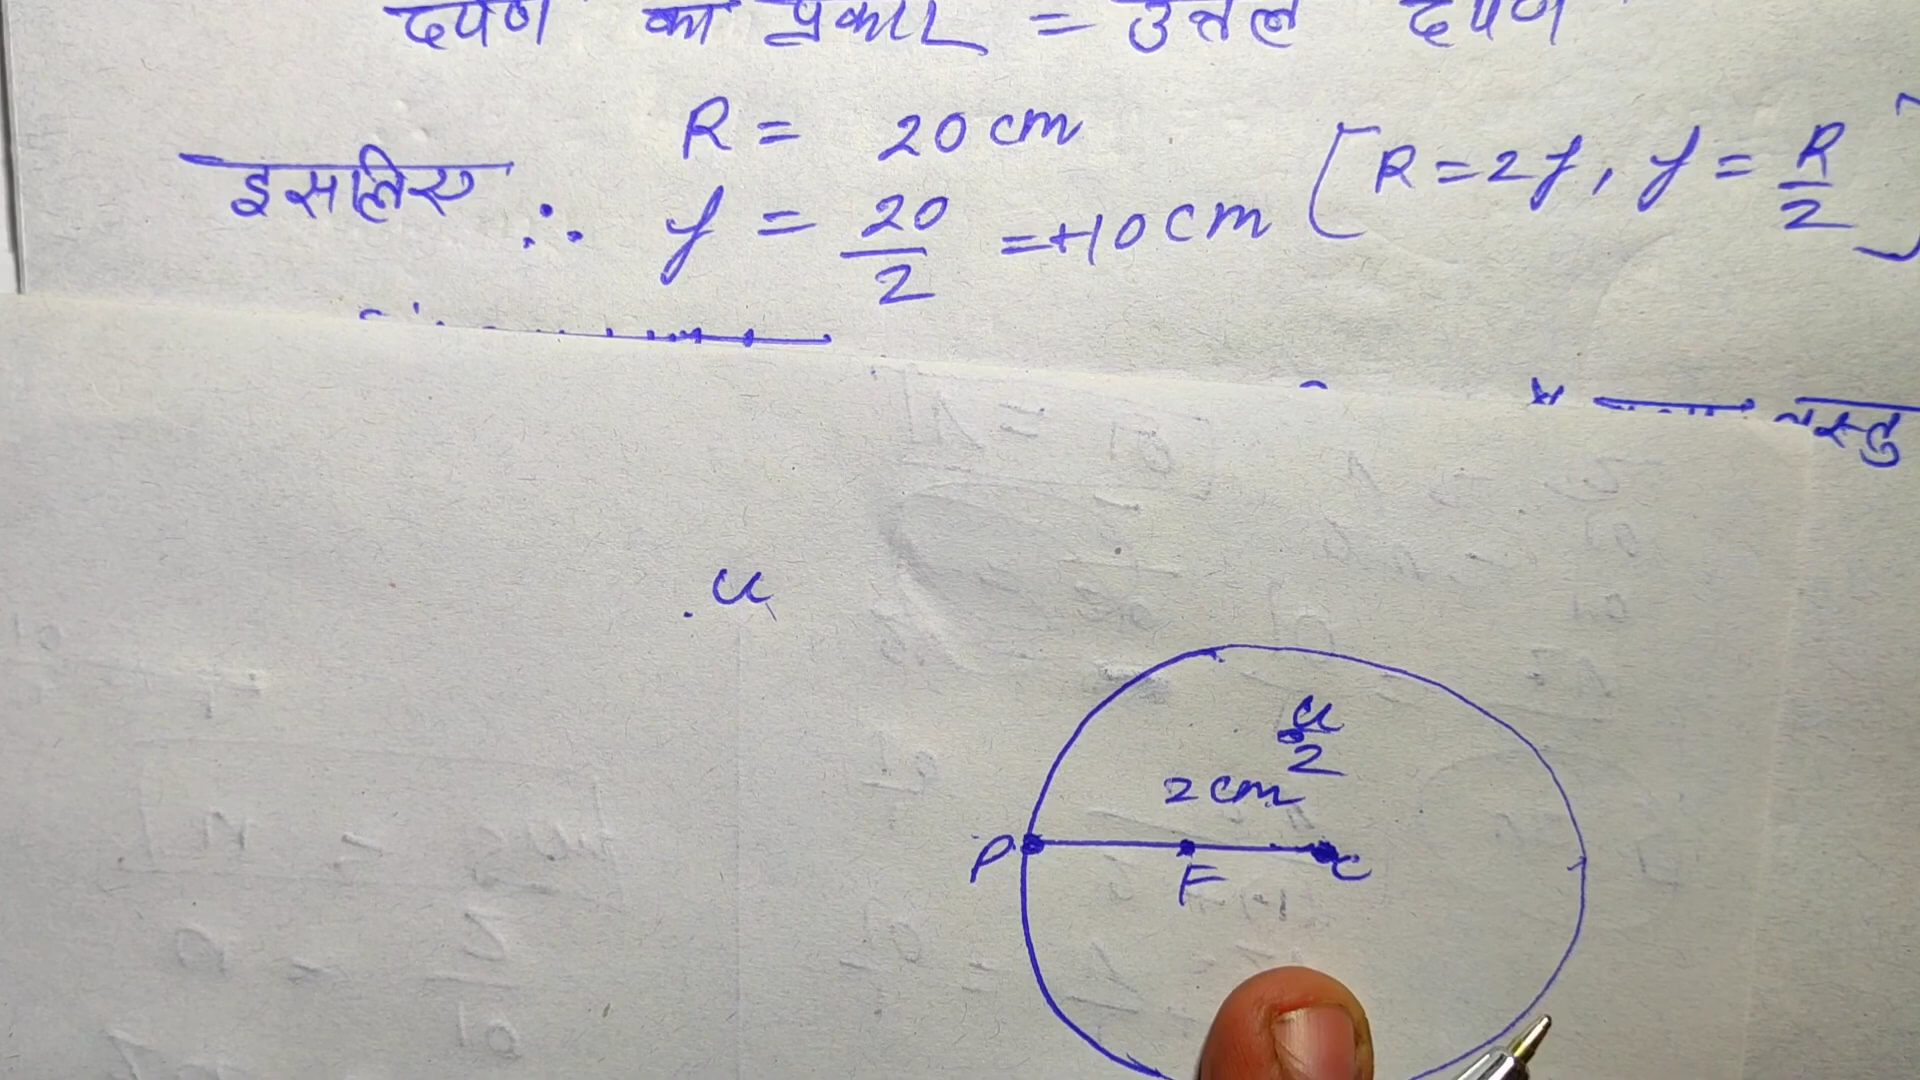 दर्पण का प्रकार = उत्तल दर्पण
R = 20 cm
इसलिए ∴ f = 20/2 = +10 cm [R = 2f, f = R/2]
वस्तु
u
u/2
2 cm
P F C